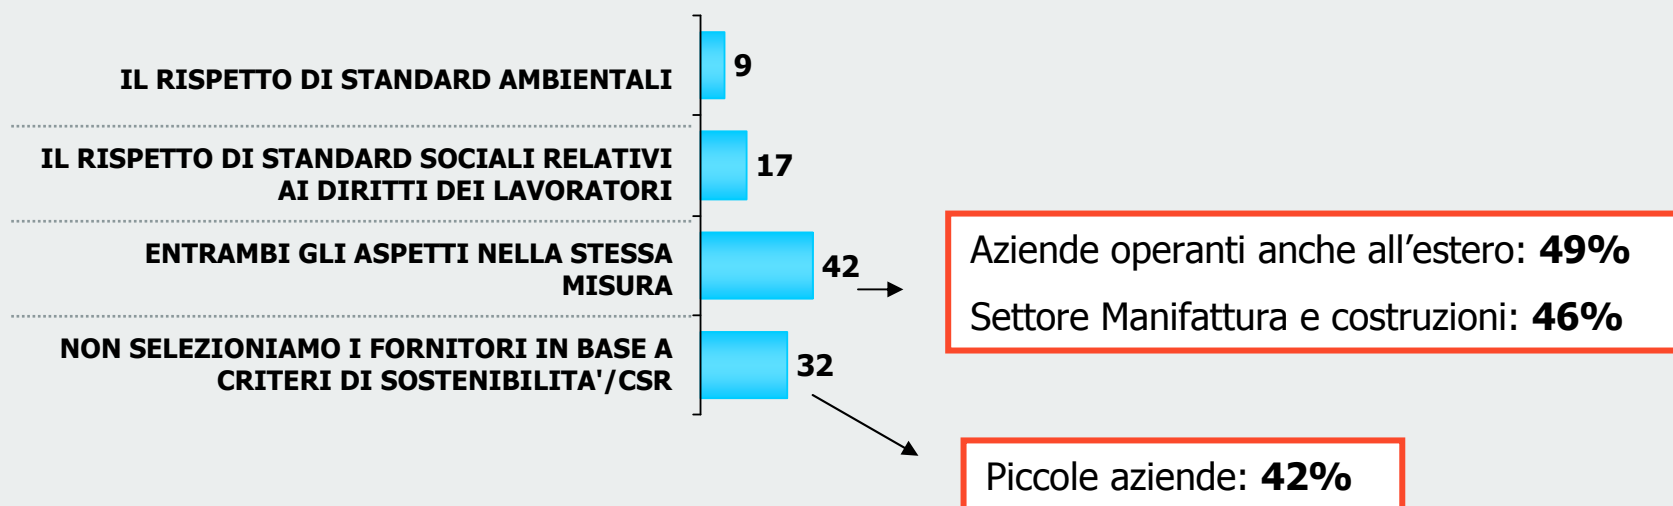 IL RISPETTO DI STANDARD AMBIENTALI
9
IL RISPETTO DI STANDARD SOCIALI RELATIVI
AI DIRITTI DEI LAVORATORI
17
ENTRAMBI GLI ASPETTI NELLA STESSA
MISURA
42
Aziende operanti anche all’estero: 49%
Settore Manifattura e costruzioni: 46%
NON SELEZIONIAMO I FORNITORI IN BASE A
CRITERI DI SOSTENIBILITA'/CSR
32
Piccole aziende: 42%